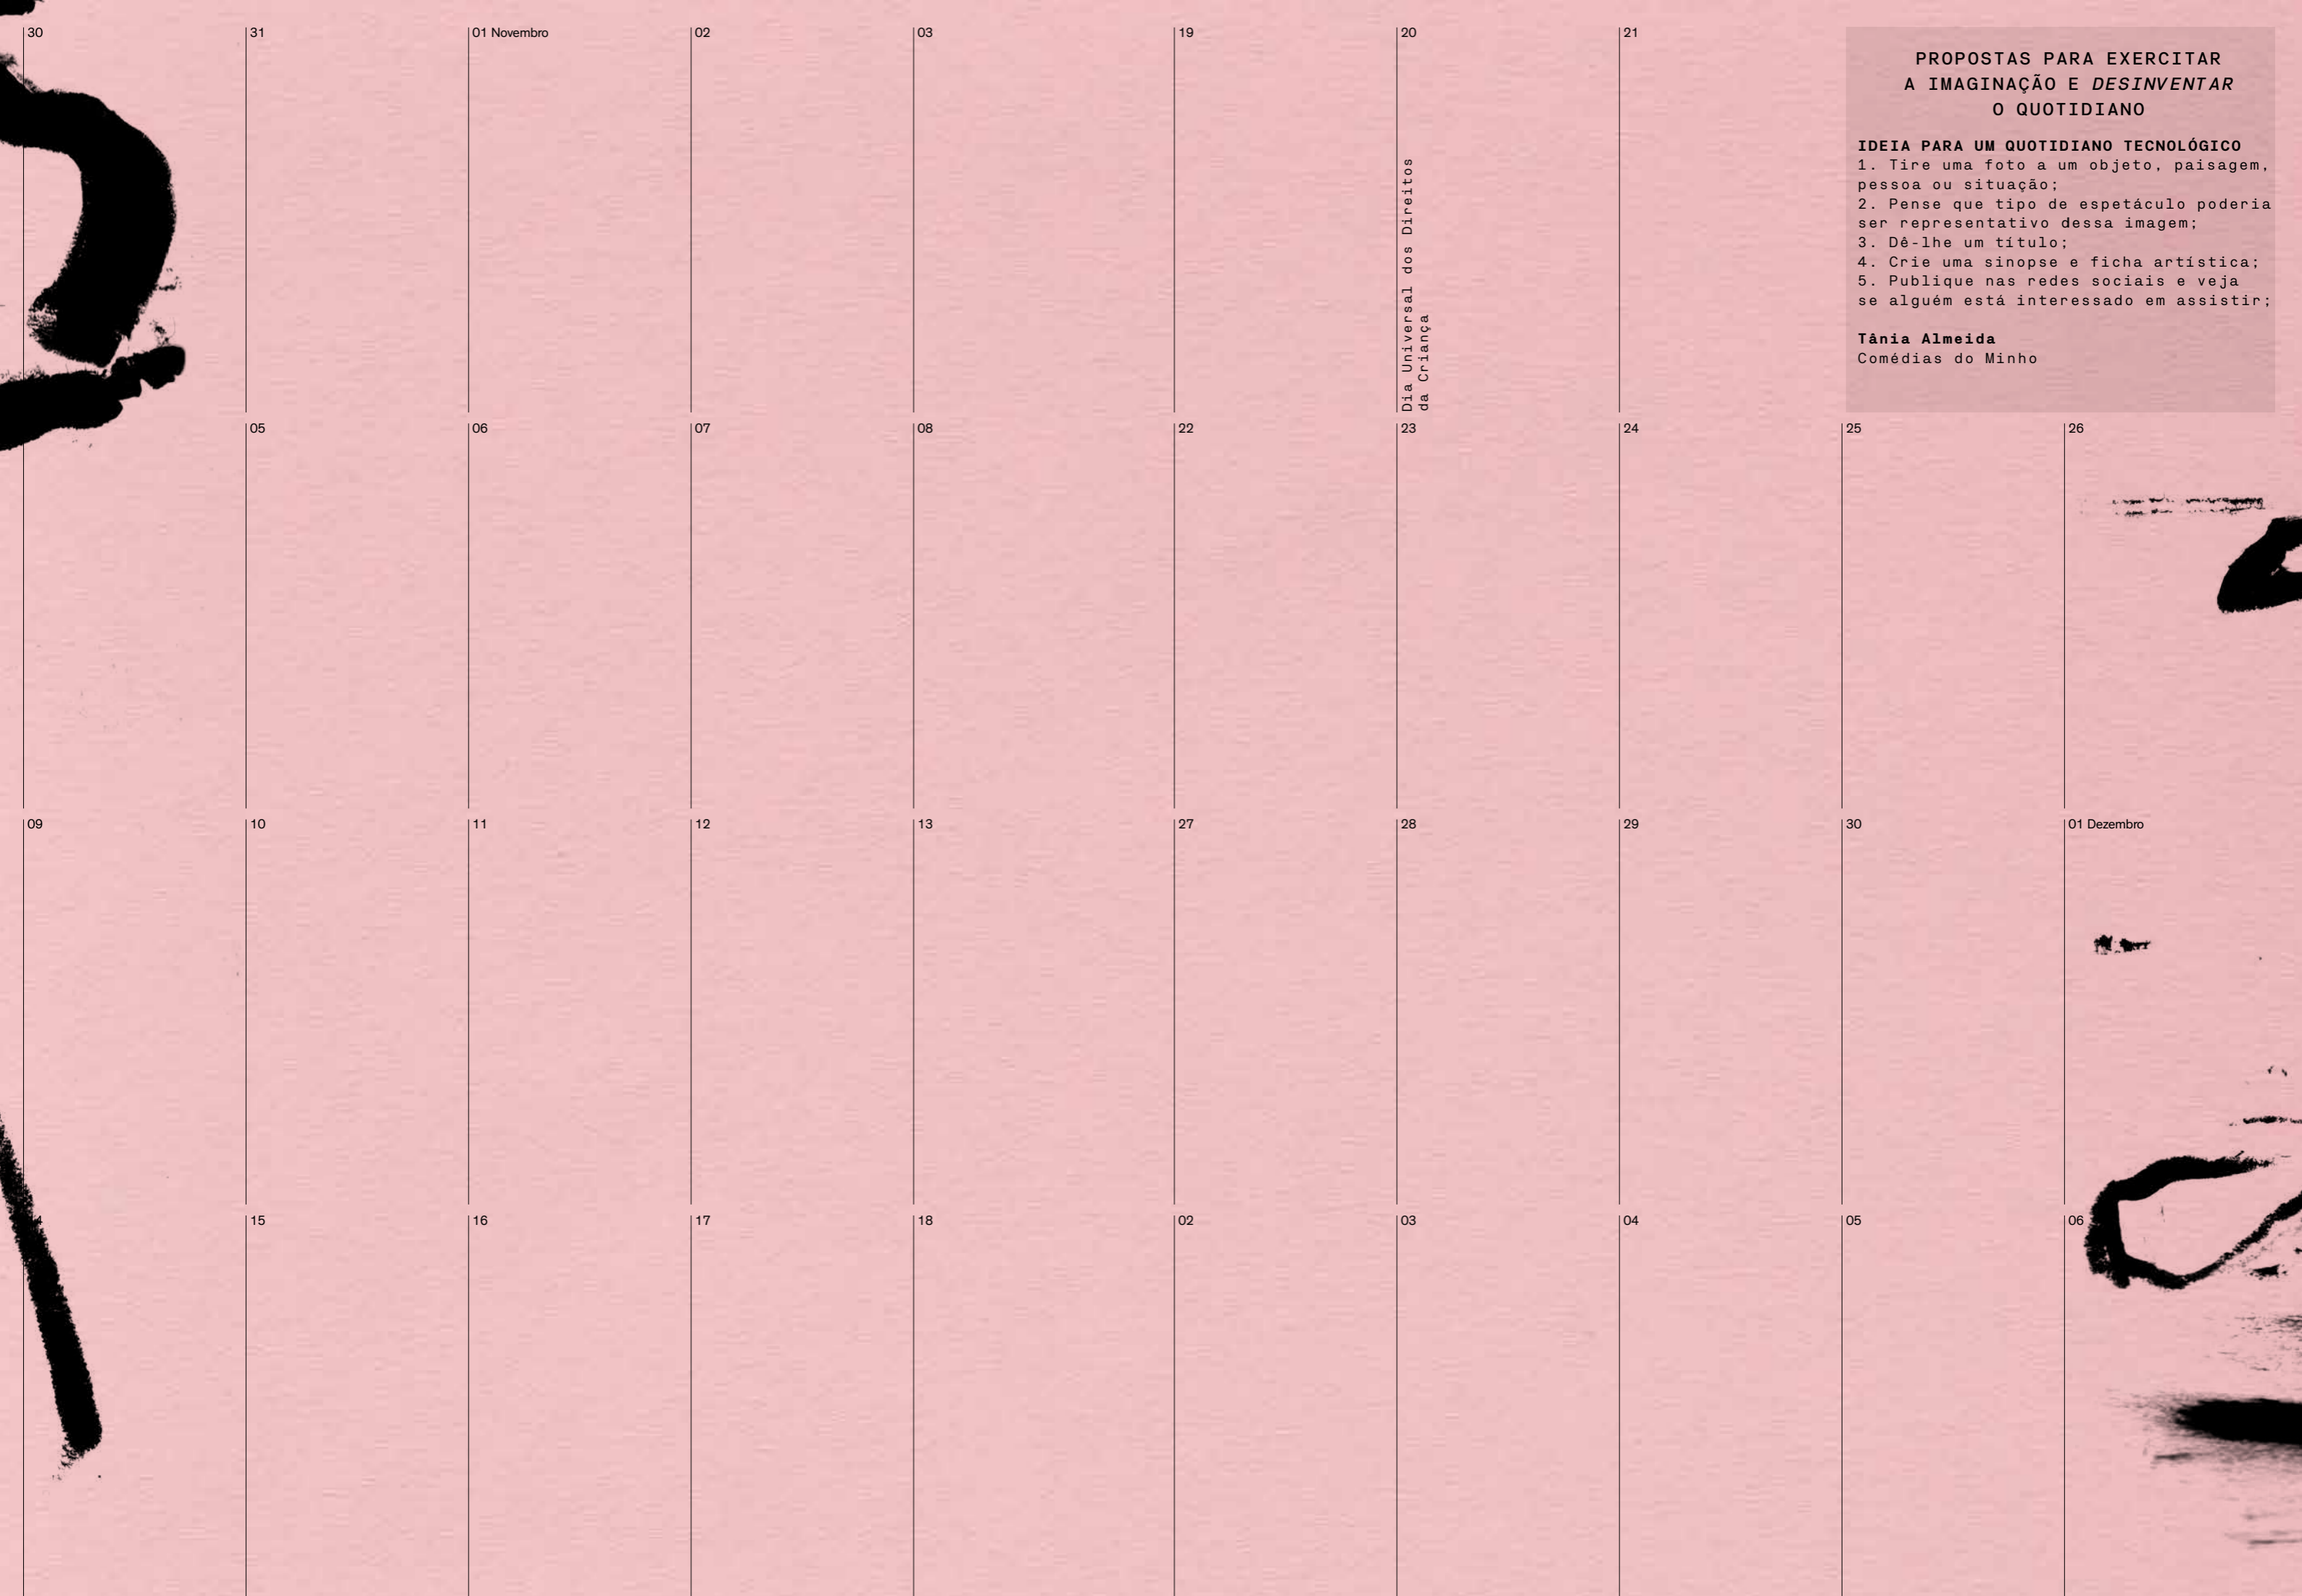 30
31
01 Novembro
02
03
05
06
07
08
09
10
11
12
13
15
16
17
18
19
20
Dia Universal dos Direitos
da Criança
21
PROPOSTAS PARA EXERCITAR
A IMAGINAÇÃO E DESINVENTAR
O QUOTIDIANO
IDEIA PARA UM QUOTIDIANO TECNOLÓGICO
1. Tire uma foto a um objeto, paisagem,
pessoa ou situação;
2. Pense que tipo de espetáculo poderia
ser representativo dessa imagem;
3. Dê-lhe um título;
4. Crie uma sinopse e ficha artística;
5. Publique nas redes sociais e veja
se alguém está interessado em assistir;
Tânia Almeida
Comédias do Minho
22
23
24
25
26
27
28
29
30
01 Dezembro
02
03
04
05
06